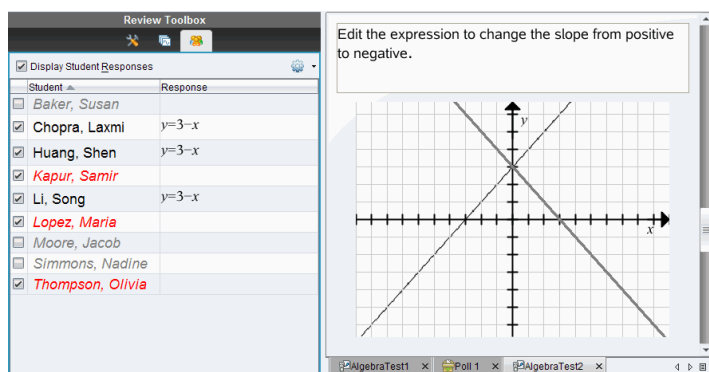 Review Toolbox
Display Student Responses
Student Response
Baker, Susan
Chopra, Laxmi y=3−x
Huang, Shen y=3−x
Kapur, Samir
Li, Song y=3−x
Lopez, Maria
Moore, Jacob
Simmons, Nadine
Thompson, Olivia
Edit the expression to change the slope from positive
to negative.
y
x
AlgebraTest1 Poll 1 AlgebraTest2